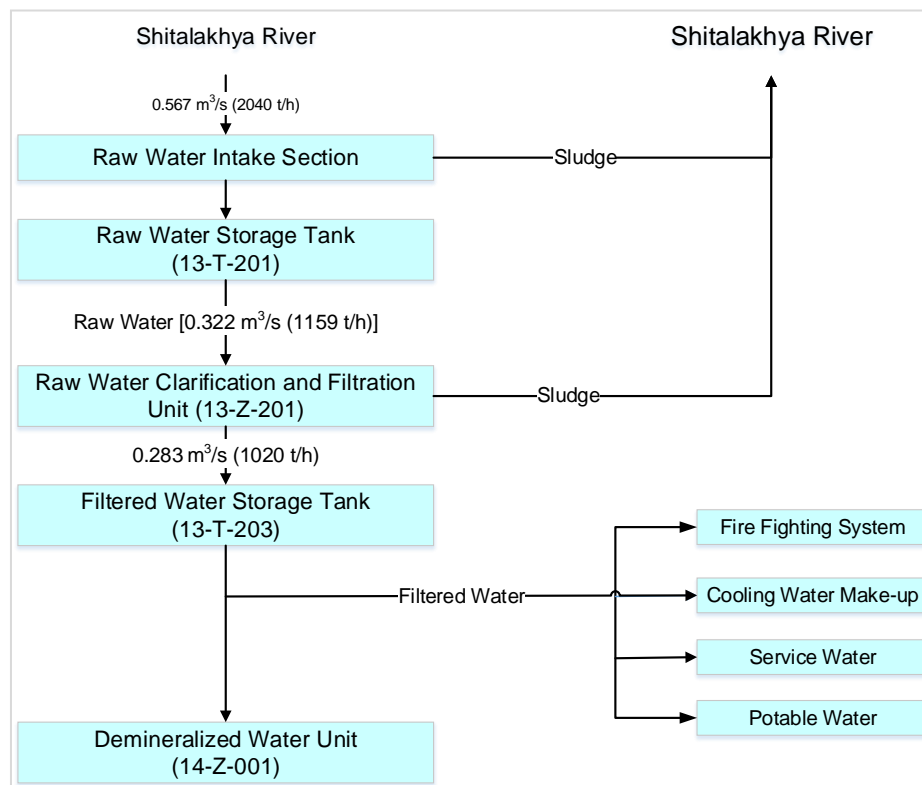 Shitalakhya River
Shitalakhya River
0.567 m³/s (2040 t/h)
Raw Water Intake Section
Sludge
Raw Water Storage Tank
(13-T-201)
Raw Water [0.322 m³/s (1159 t/h)]
Raw Water Clarification and Filtration
Unit (13-Z-201)
Sludge
0.283 m³/s (1020 t/h)
Filtered Water Storage Tank
(13-T-203)
Fire Fighting System
Filtered Water
Cooling Water Make-up
Service Water
Potable Water
Demineralized Water Unit
(14-Z-001)